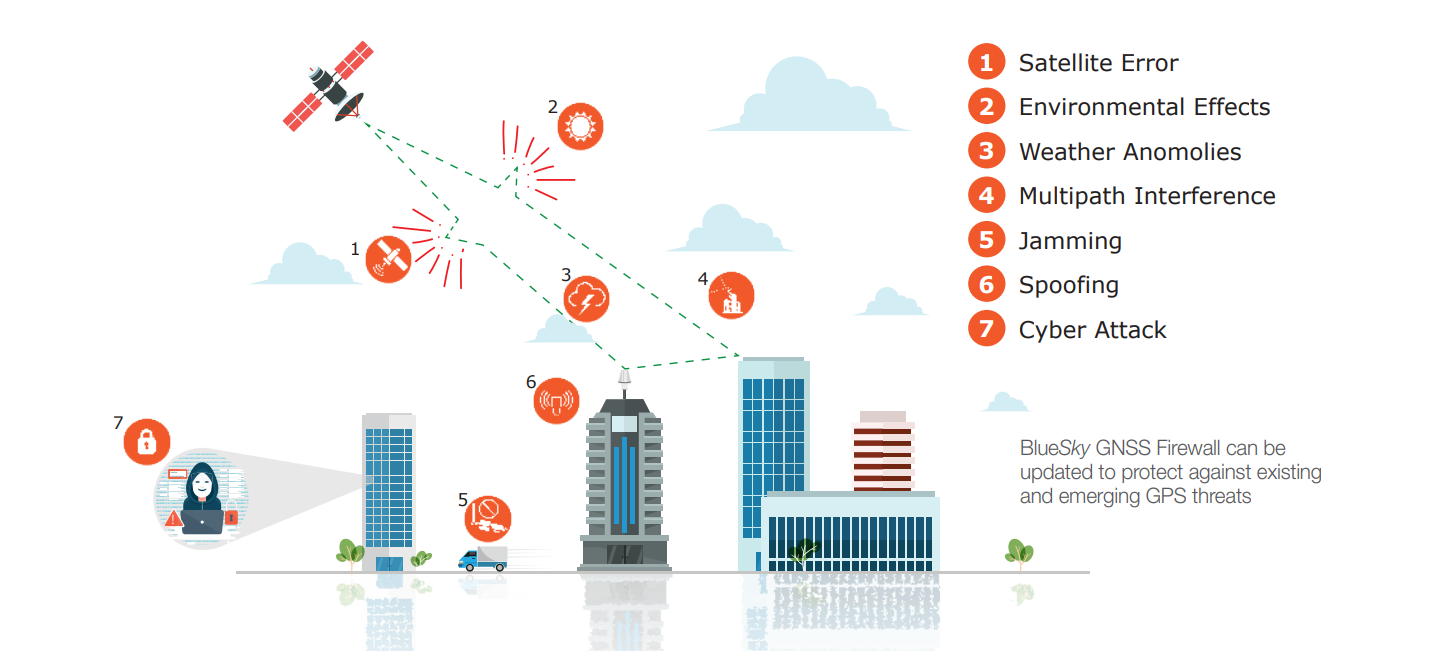 1 Satellite Error
2 Environmental Effects
3 Weather Anomolies
4 Multipath Interference
5 Jamming
6 Spoofing
7 Cyber Attack
BlueSky GNSS Firewall can be
updated to protect against existing
and emerging GPS threats
2
1
3
4
6
7
5